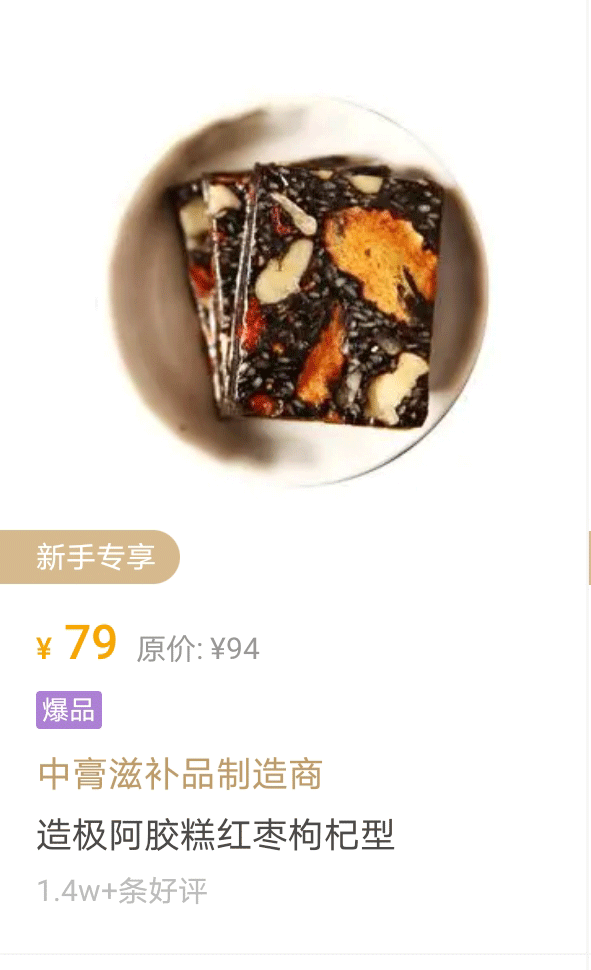 新手专享
¥ 79 原价: ¥94
爆品
中膏滋补品制造商
造极阿胶糕红枣枸杞型
1.4w+条好评